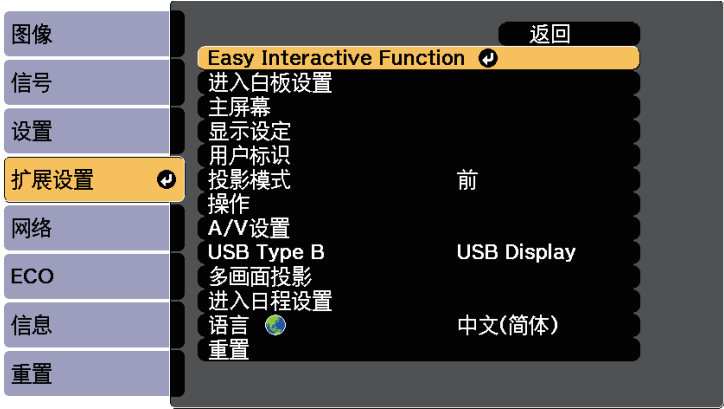 图像
信号
设置
扩展设置
网络
ECO
信息
重置
返回
Easy Interactive Function
进入白板设置
主屏幕
显示设定
用户标识
投影模式 前
操作
A/V设置
USB Type B USB Display
多画面投影
进入日程设置
语言 中文(简体)
重置